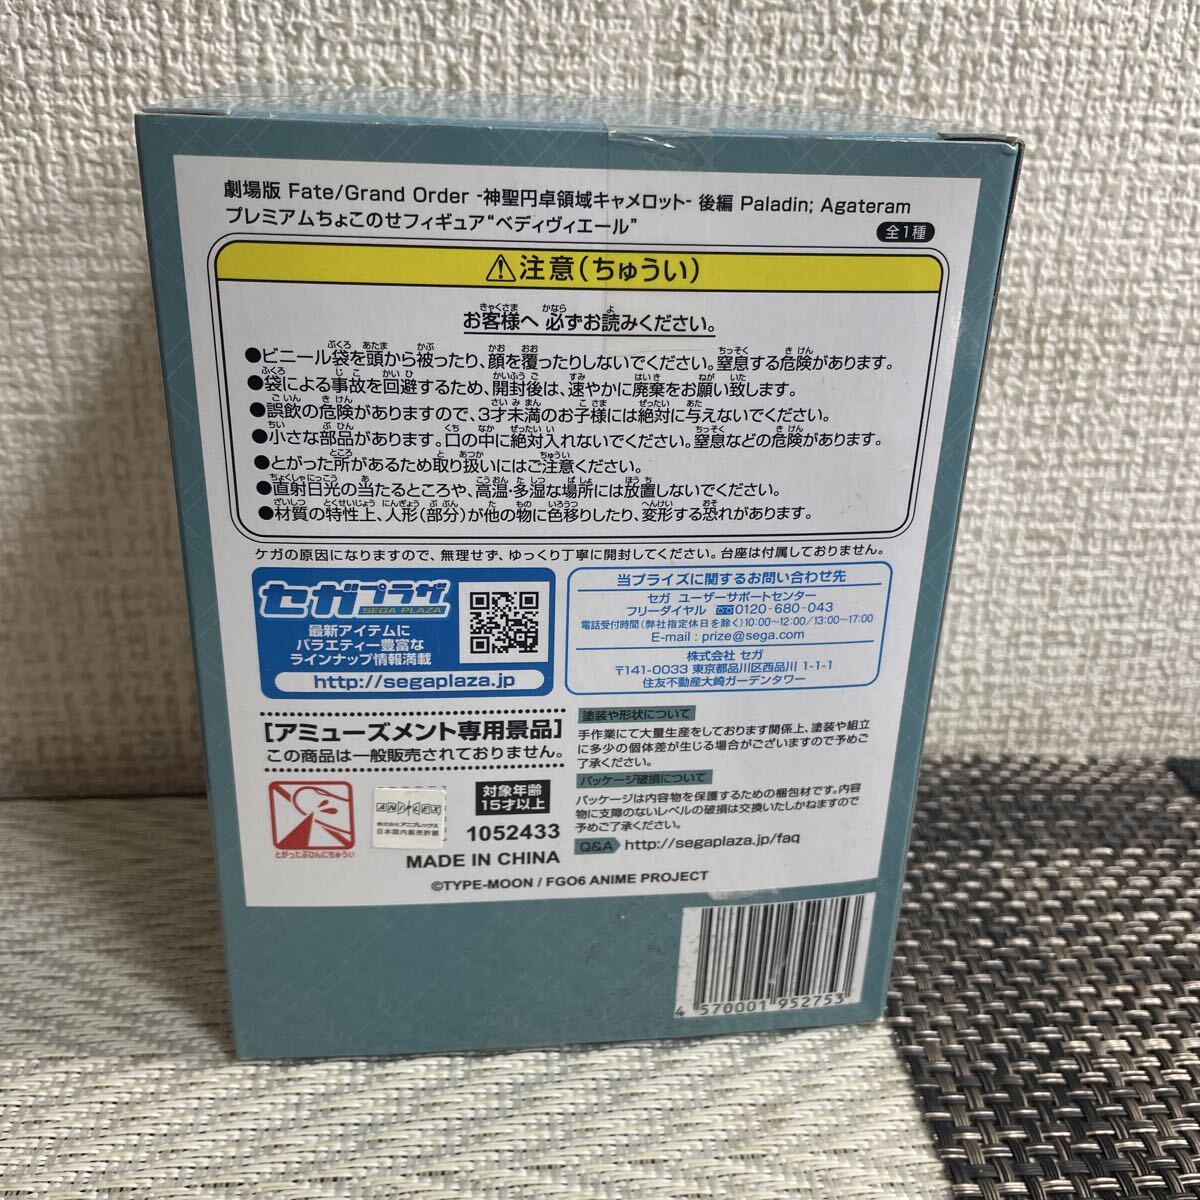 劇場版 Fate/Grand Order -神聖円卓領域キャメロット- 後編 Paladin; Agateram
プレミアムちょこのせフィギュア“ベディヴィエール”
全1種
⚠注意(ちゅうい)
お客様へ 必ずお読みください。
●ビニール袋を頭から被ったり、顔を覆ったりしないでください。窒息する危険があります。
●袋による事故を回避するため、開封後は、速やかに廃棄をお願い致します。
●誤飲の危険がありますので、3才未満のお子様には絶対に与えないでください。
●小さな部品があります。口の中に絶対入れないでください。窒息などの危険があります。
●とがった所があるため取り扱いにはご注意ください。
●直射日光の当たるところや、高温・多湿な場所には放置しないでください。
●材質の特性上、人形(部分)が他の物に色移りしたり、変形する恐れがあります。
ケガの原因になりますので、無理せず、ゆっくり丁寧に開封してください。台座は付属しておりません。
セガプラザ
SEGA PLAZA
最新アイテムに
バラエティー豊富な
ラインナップ情報満載
http://segaplaza.jp
当プライズに関するお問い合わせ先
セガ ユーザーサポートセンター
フリーダイヤル 0120-680-043
電話受付時間(弊社指定休日を除く)10:00～12:00/13:00～17:00
E-mail : prize@sega.com
株式会社 セガ
〒141-0033 東京都品川区西品川 1-1-1
住友不動産大崎ガーデンタワー
[アミューズメント専用景品]
この商品は一般販売されておりません。
塗装や形状について
手作業にて大量生産をしております関係上、塗装や組立
に多少の個体差が生じる場合がございますので予めご
了承ください。
パッケージ破損について
パッケージは内容物を保護するための梱包材です。内容
物に支障のないレベルの破損は交換いたしかねますので
予めご了承ください。
Q&A http://segaplaza.jp/faq
とがったぶひんにちゅうい
ANIPLEX
株式会社アニプレックス
日本国内販売許諾
対象年齢
15才以上
1052433
MADE IN CHINA
©TYPE-MOON / FGO6 ANIME PROJECT
4 570001 952753